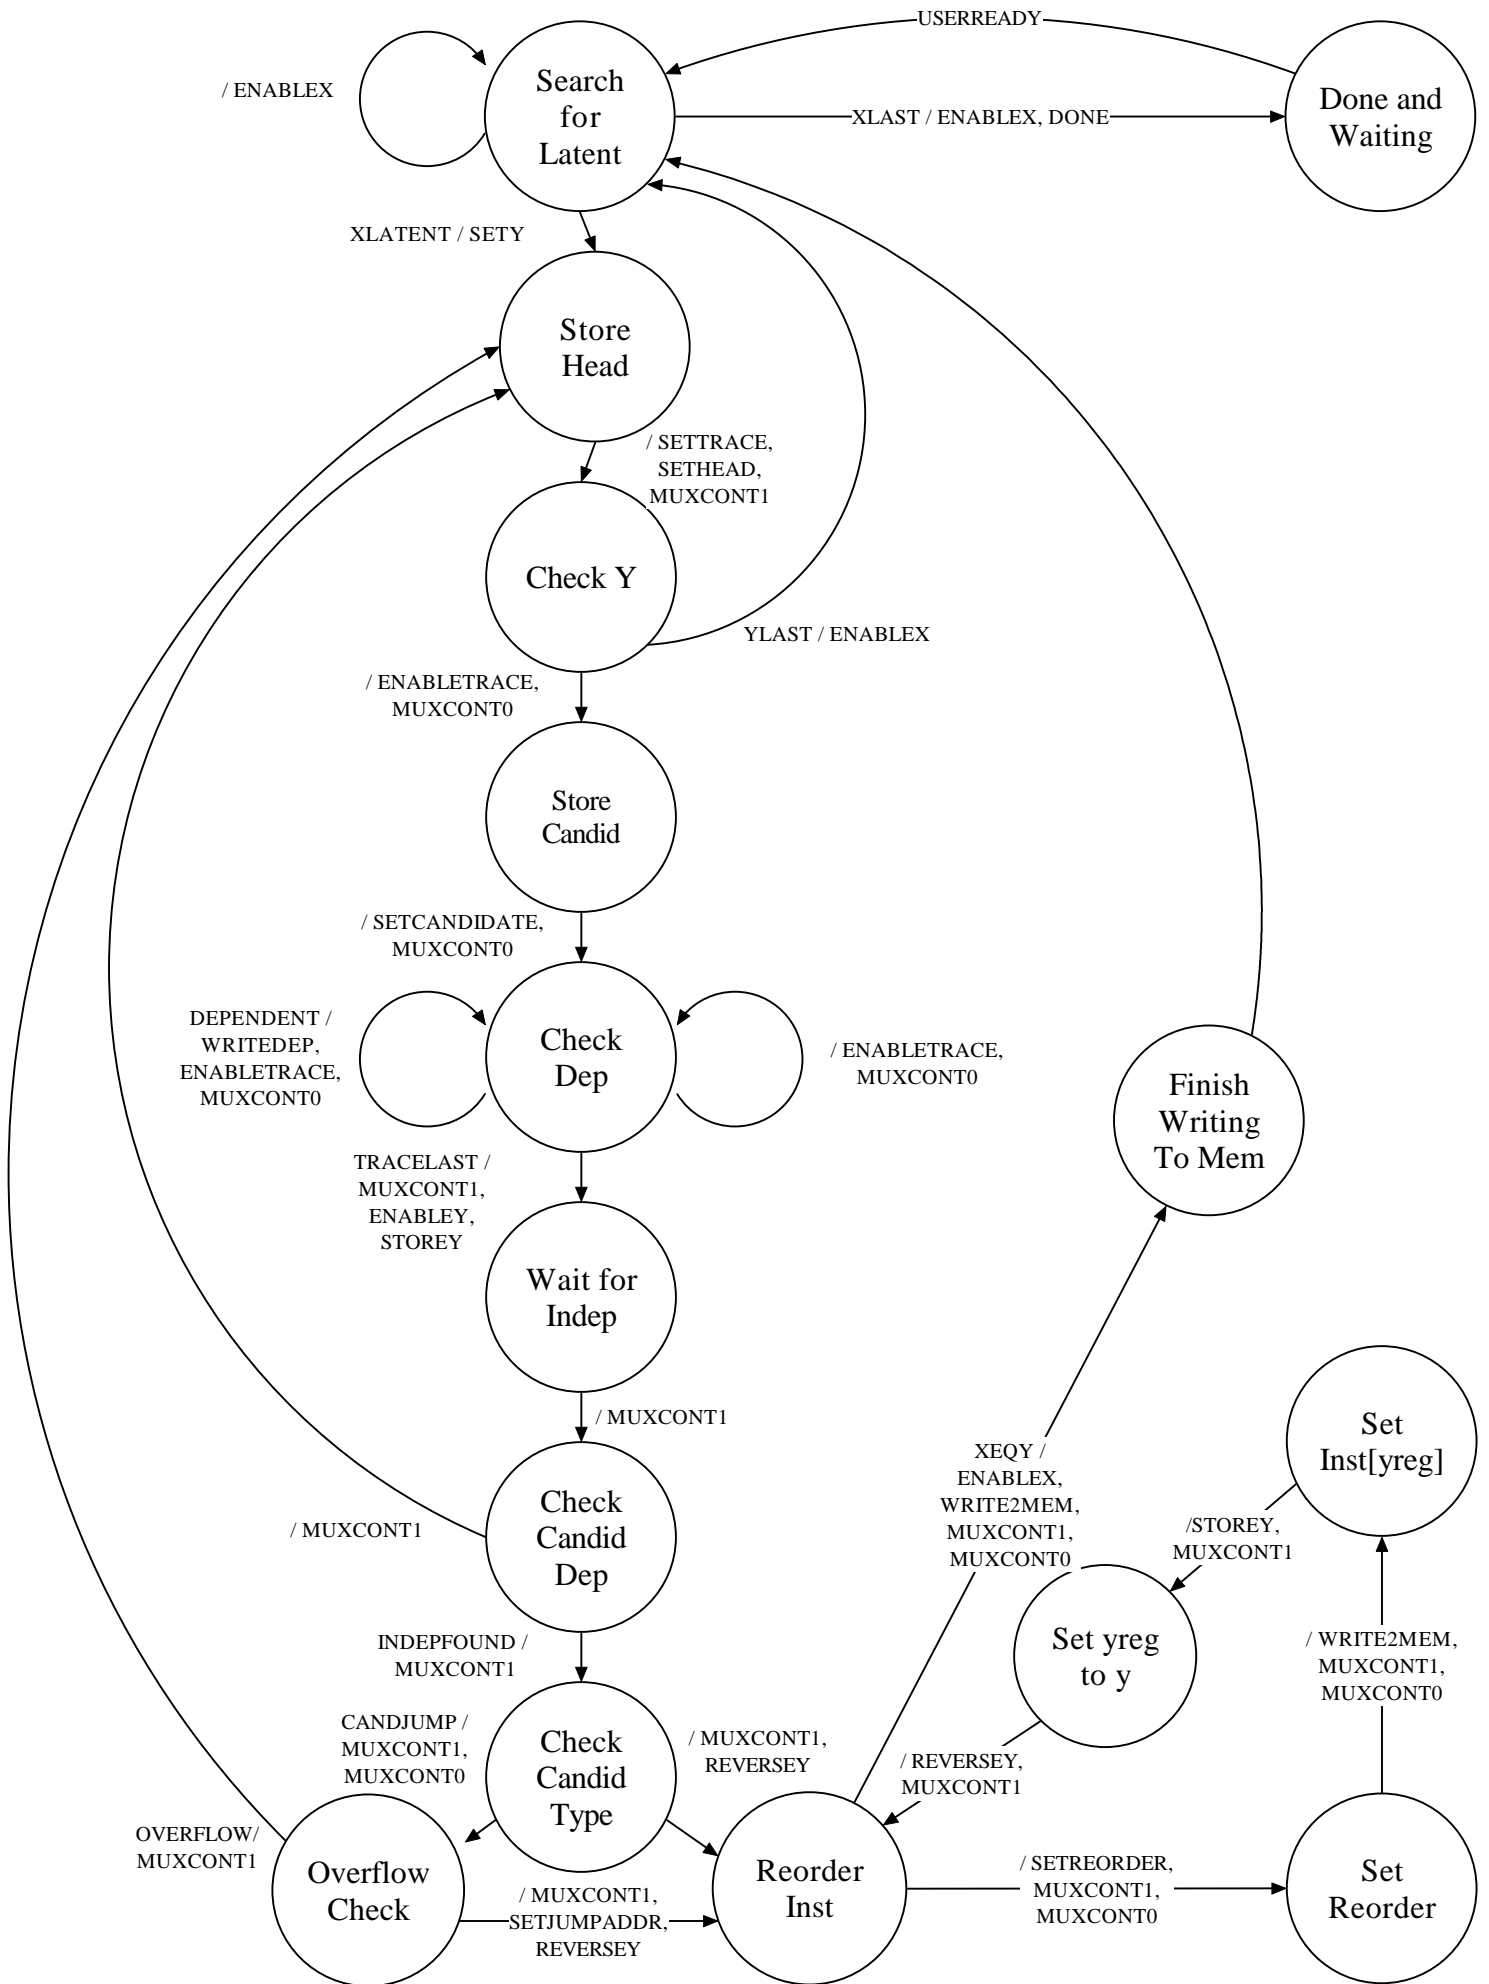 USERREADY
/ ENABLEX
Search
for
Latent
XLAST / ENABLEX, DONE
Done and
Waiting
XLATENT / SETY
Store
Head
/ SETTRACE,
SETHEAD,
MUXCONT1
Check Y
YLAST / ENABLEX
/ ENABLETRACE,
MUXCONT0
Store
Candid
/ SETCANDIDATE,
MUXCONT0
DEPENDENT /
WRITEDEP,
ENABLETRACE,
MUXCONT0
Check
Dep
/ ENABLETRACE,
MUXCONT0
Finish
Writing
To Mem
TRACELAST /
MUXCONT1,
ENABLEY,
STOREY
Wait for
Indep
/ MUXCONT1
Check
Candid
Dep
/ MUXCONT1
XEQY /
ENABLEX,
WRITE2MEM,
MUXCONT1,
MUXCONT0
Set
Inst[yreg]
/STOREY,
MUXCONT1
INDEPFOUND /
MUXCONT1
Set yreg
to y
/ WRITE2MEM,
MUXCONT1,
MUXCONT0
CANDJUMP /
MUXCONT1,
MUXCONT0
Check
Candid
Type
/ MUXCONT1,
REVERSEY
/ REVERSEY,
MUXCONT1
OVERFLOW/
MUXCONT1
Overflow
Check
/ MUXCONT1,
SETJUMPADDR,
REVERSEY
Reorder
Inst
/ SETREORDER,
MUXCONT1,
MUXCONT0
Set
Reorder